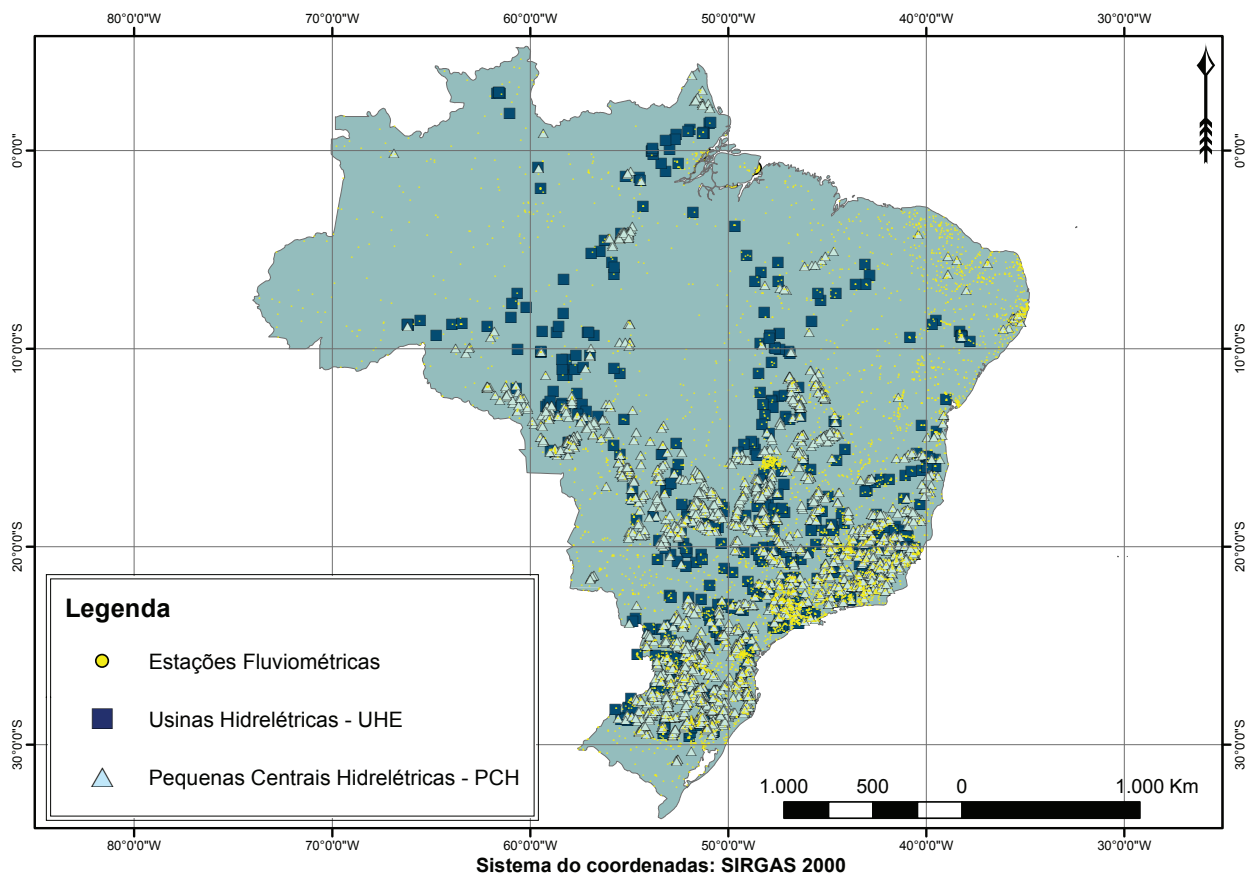 80°0'0"W 70°0'0"W 60°0'0"W 50°0'0"W 40°0'0"W 30°0'0"W
0°0'0" 0°0'0"
10°0'0"S 10°0'0"S
20°0'0"S 20°0'0"S
30°0'0"S 30°0'0"S
Legenda
Estações Fluviométricas
Usinas Hidrelétricas - UHE
Pequenas Centrais Hidrelétricas - PCH
1.000 500 0 1.000 Km
80°0'0"W 70°0'0"W 60°0'0"W 50°0'0"W 40°0'0"W 30°0'0"W
Sistema do coordenadas: SIRGAS 2000